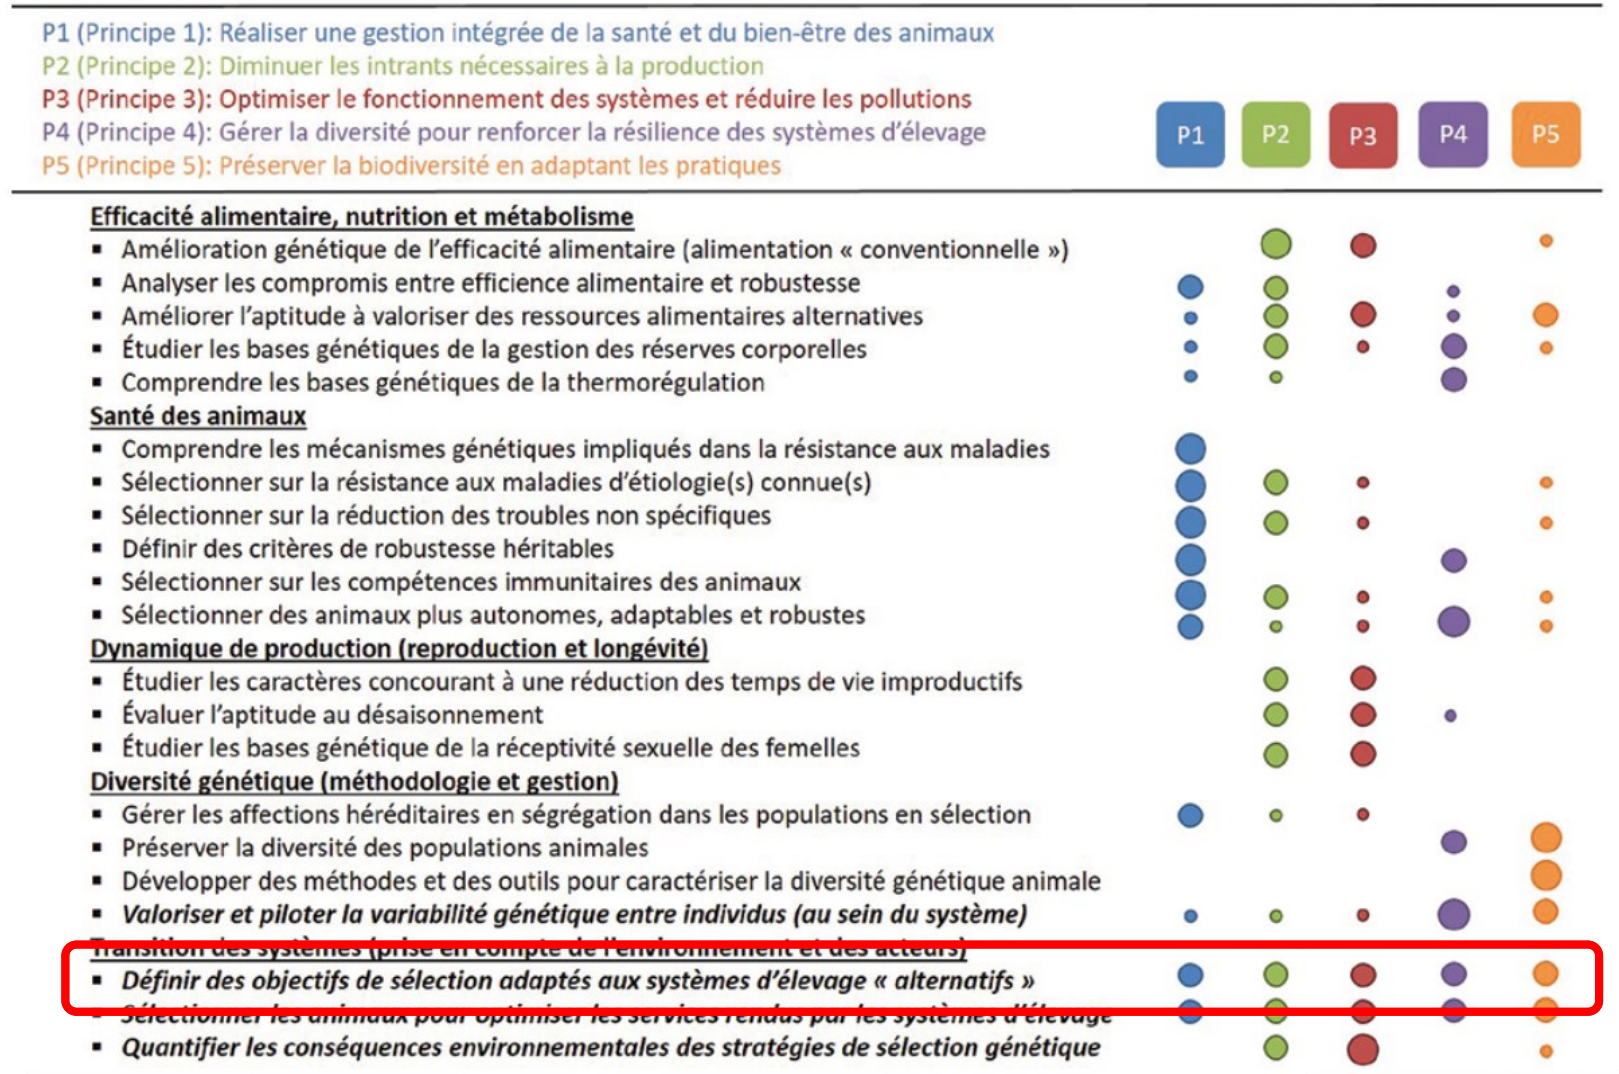 P1 (Principe 1): Réaliser une gestion intégrée de la santé et du bien-être des animaux
P2 (Principe 2): Diminuer les intrants nécessaires à la production
P3 (Principe 3): Optimiser le fonctionnement des systèmes et réduire les pollutions
P4 (Principe 4): Gérer la diversité pour renforcer la résilience des systèmes d'élevage
P5 (Principe 5): Préserver la biodiversité en adaptant les pratiques
P1 P2 P3 P4 P5
Efficacité alimentaire, nutrition et métabolisme
▪ Amélioration génétique de l'efficacité alimentaire (alimentation « conventionnelle »)
▪ Analyser les compromis entre efficience alimentaire et robustesse
▪ Améliorer l'aptitude à valoriser des ressources alimentaires alternatives
▪ Étudier les bases génétiques de la gestion des réserves corporelles
▪ Comprendre les bases génétiques de la thermorégulation
Santé des animaux
▪ Comprendre les mécanismes génétiques impliqués dans la résistance aux maladies
▪ Sélectionner sur la résistance aux maladies d'étiologie(s) connue(s)
▪ Sélectionner sur la réduction des troubles non spécifiques
▪ Définir des critères de robustesse héritables
▪ Sélectionner sur les compétences immunitaires des animaux
▪ Sélectionner des animaux plus autonomes, adaptables et robustes
Dynamique de production (reproduction et longévité)
▪ Étudier les caractères concourant à une réduction des temps de vie improductifs
▪ Évaluer l'aptitude au désaisonnement
▪ Étudier les bases génétique de la réceptivité sexuelle des femelles
Diversité génétique (méthodologie et gestion)
▪ Gérer les affections héréditaires en ségrégation dans les populations en sélection
▪ Préserver la diversité des populations animales
▪ Développer des méthodes et des outils pour caractériser la diversité génétique animale
▪ Valoriser et piloter la variabilité génétique entre individus (au sein du système)
Transition des systèmes (prise en compte de l'environnement et des acteurs)
▪ Définir des objectifs de sélection adaptés aux systèmes d'élevage « alternatifs »
▪ Sélectionner les animaux pour optimiser les services rendus par les systèmes d'élevage
▪ Quantifier les conséquences environnementales des stratégies de sélection génétique